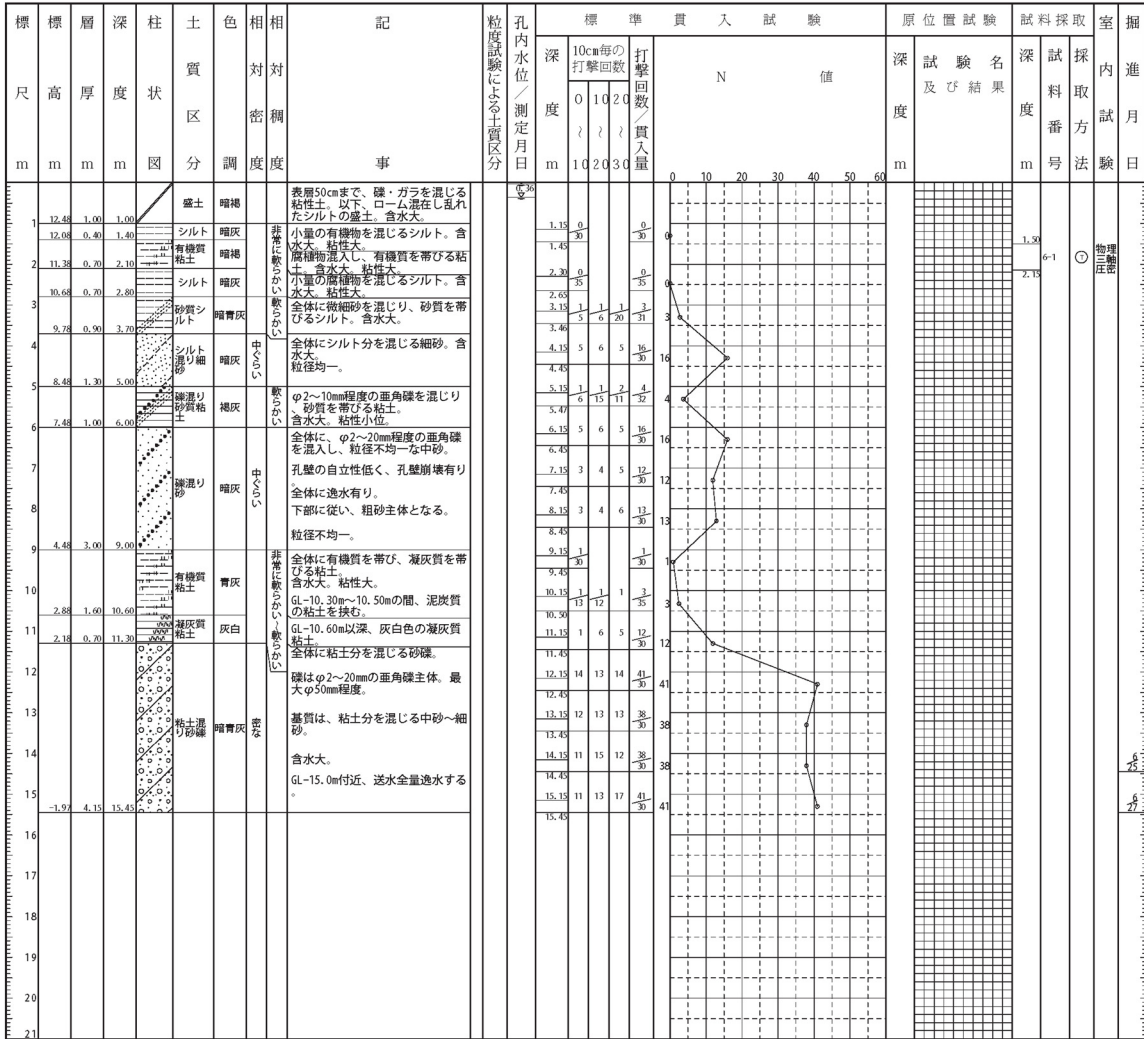 標尺 m
標高 m
層厚 m
深度 m
柱状図
土質区分
色調
相対密度
相対稠度
記事
粒度試験による土質区分
孔内水位／測定月日
標準貫入試験
深度 m
10cm毎の打撃回数
0～10
10～20
20～30
打撃回数／貫入量
N値
0 10 20 30 40 50 60
原位置試験
深度 m
試験名及び結果
試料採取
深度 m
試料番号
採取方法
室内試験
掘進月日
12.48 1.00 1.00 盛土 暗褐
表層50cmまで、礫・ガラを混じる
粘性土。以下、ローム混在し乱れ
たシルトの盛土。含水大。
12.08 0.40 1.40 シルト 暗灰
小量の有機物を混じるシルト。含
水大。粘性大。
11.38 0.70 2.10 有機質粘土 暗褐
腐植物混入し、有機質を帯びる粘
土。含水大。粘性大。
10.68 0.70 2.80 シルト 暗灰
小量の腐植物を混じるシルト。含
水大。粘性大。
非常に軟らかい
9.78 0.90 3.70 砂質シルト 暗青灰 軟らかい
全体に微細砂を混じり、砂質を帯
びるシルト。含水大。
8.48 1.30 5.00 シルト混り細砂 暗灰 中ぐらい
全体にシルト分を混じる細砂。含
水大。
粒径均一。
7.48 1.00 6.00 礫混り砂質粘土 褐灰 軟らかい
φ2～10mm程度の亜角礫を混じり
、砂質を帯びる粘土。
含水大。粘性小位。
4.48 3.00 9.00 礫混り砂 暗灰 中ぐらい
全体に、φ2～20mm程度の亜角礫
を混入し、粒径不均一な中砂。
孔壁の自立性低く、孔壁崩壊有り
。
全体に逸水有り。
下部に従い、粗砂主体となる。
粒径不均一。
2.88 1.60 10.60 有機質粘土 青灰
全体に有機質を帯び、凝灰質を帯
びる粘土。
含水大。粘性大。
GL-10.30m～10.50mの間、泥炭質
の粘土を挟む。
2.18 0.70 11.30 凝灰質粘土 灰白
GL-10.60m以深、灰白色の凝灰質
粘土。
非常に軟らかい～軟らかい
-1.97 4.15 15.45 粘土混り砂礫 暗青灰 密な
全体に粘土分を混じる砂礫。
礫はφ2～20mmの亜角礫主体。最
大φ50mm程度。
基質は、粘土分を混じる中砂～細
砂。
含水大。
GL-15.0m付近、送水全量逸水する
。
1 2 3 4 5 6 7 8 9 10 11 12 13 14 15 16 17 18 19 20 21
0.36
1.15 0/30 0/30 0
1.45
2.30 0/35 0/35 0
2.65
3.15 1/5 1/6 1/20 3/31 3
3.46
4.15 5 6 5 16/30 16
4.45
5.15 1/6 1/15 2/11 4/32 4
5.47
6.15 5 6 5 16/30 16
6.45
7.15 3 4 5 12/30 12
7.45
8.15 3 4 6 13/30 13
8.45
9.15 1/30 1/30 1
9.45
10.15 1/13 1/12 1 3/35 3
10.50
11.15 1 6 5 12/30 12
11.45
12.15 14 13 14 41/30 41
12.45
13.15 12 13 13 38/30 38
13.45
14.15 11 15 12 38/30 38
14.45
15.15 11 13 17 41/30 41
15.45
1.50
2.15
6-1
T
物理
三軸
圧密
6/25
6/27